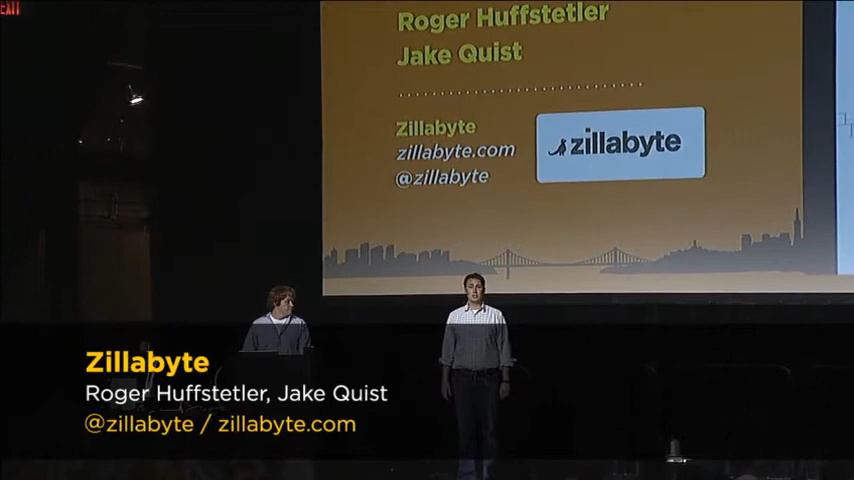 EXIT
Roger Huffstetler
Jake Quist
Zillabyte
zillabyte.com
@zillabyte
zillabyte
Zillabyte
Roger Huffstetler, Jake Quist
@zillabyte / zillabyte.com